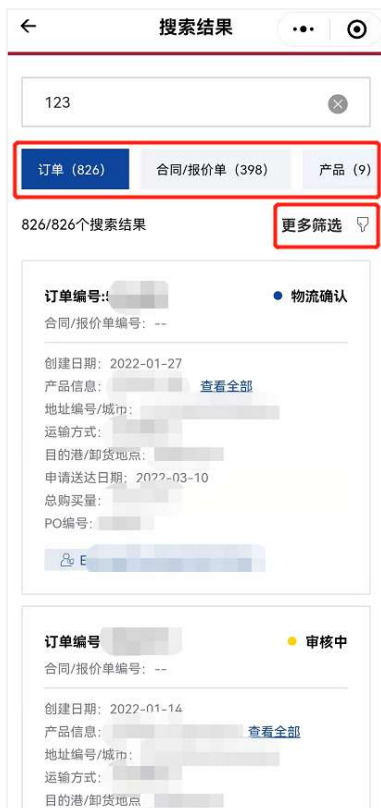 搜索结果
123
订单（826）
合同/报价单（398）
产品（9）
826/826个搜索结果
更多筛选
订单编号:
物流确认
合同/报价单编号： --
创建日期： 2022-01-27
产品信息： 查看全部
地址编号/城市：
运输方式：
目的港/卸货地点：
申请送达日期： 2022-03-10
总购买量：
PO编号：
E
订单编号
审核中
合同/报价单编号： --
创建日期： 2022-01-14
产品信息： 查看全部
地址编号/城市：
运输方式：
目的港/卸货地点